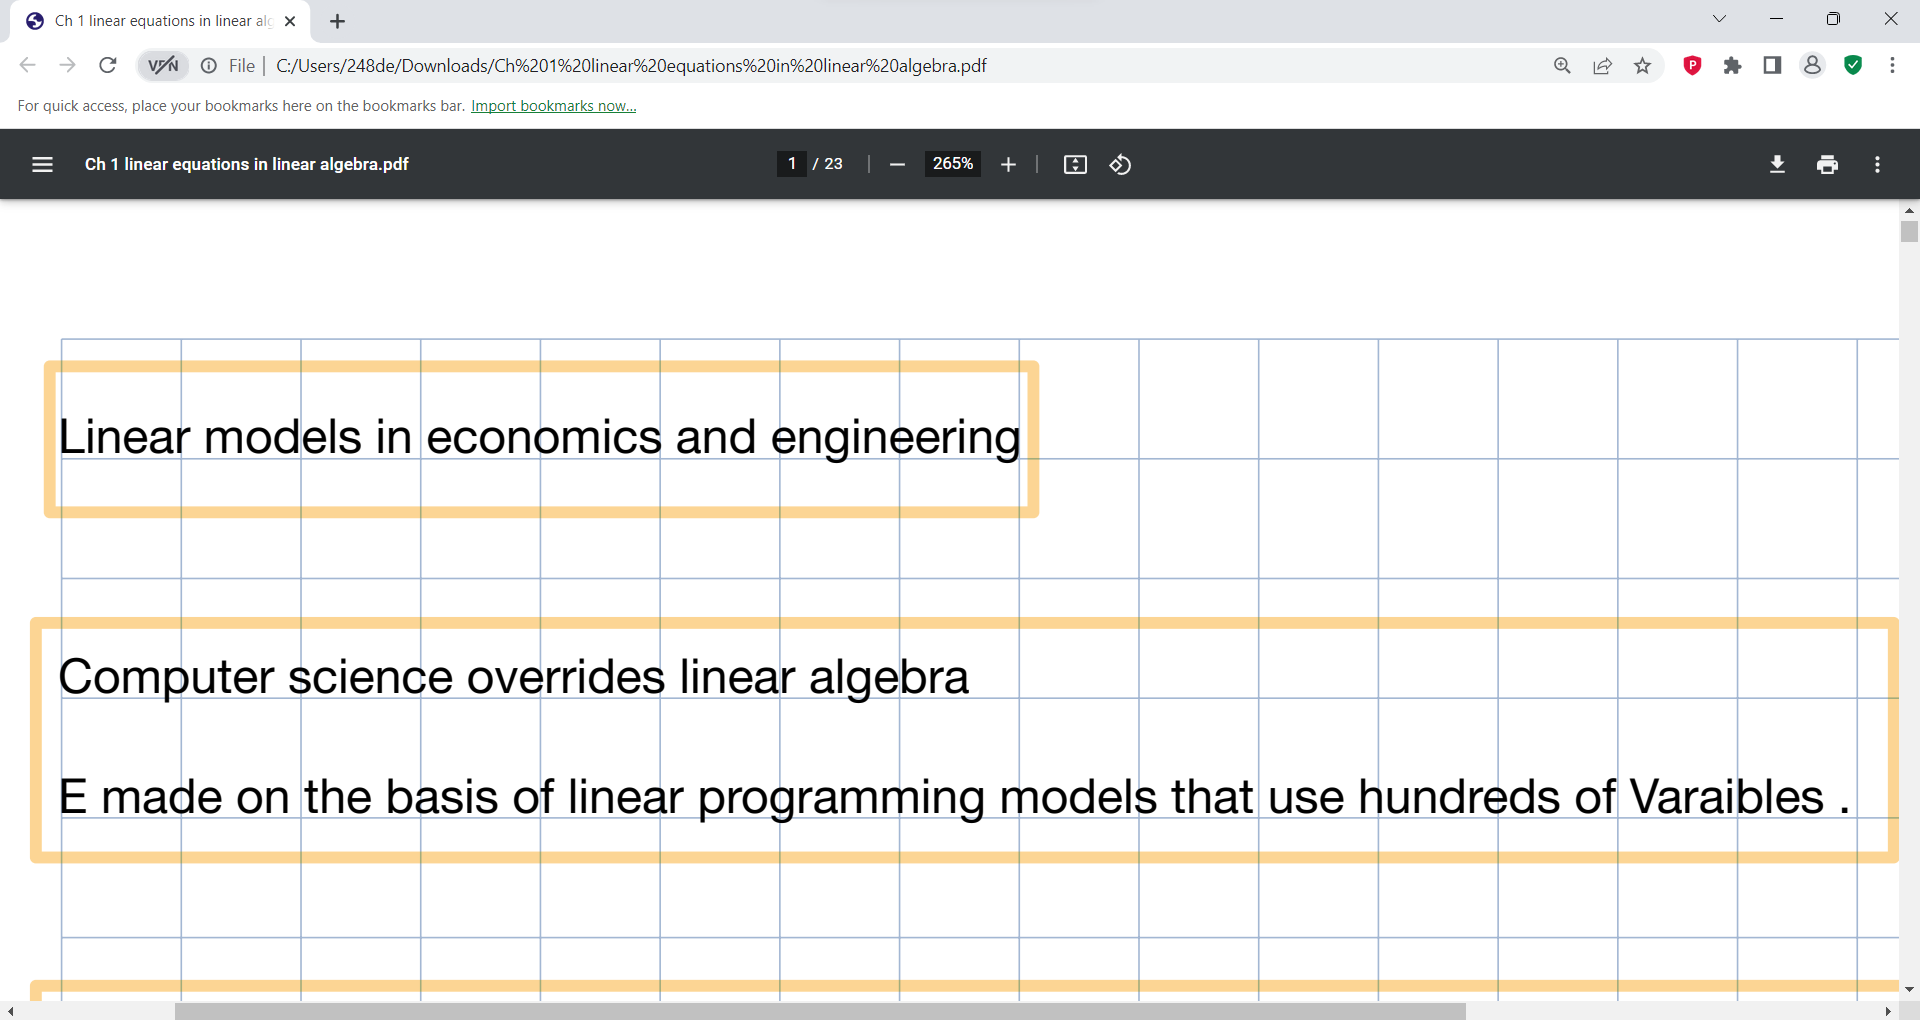 Ch 1 linear equations in linear alg
VPN
File
C:/Users/248de/Downloads/Ch%201%20linear%20equations%20in%20linear%20algebra.pdf
For quick access, place your bookmarks here on the bookmarks bar. Import bookmarks now...
Ch 1 linear equations in linear algebra.pdf
1 / 23
265%
Linear models in economics and engineering
Computer science overrides linear algebra
E made on the basis of linear programming models that use hundreds of Varaibles .